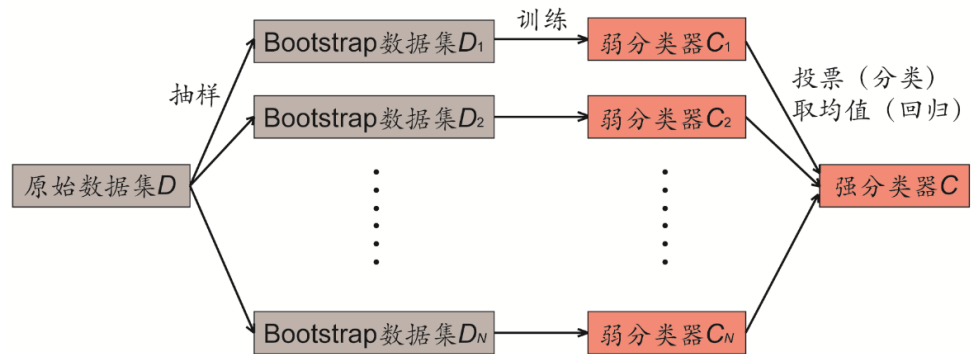 训练
Bootstrap数据集D₁
弱分类器C₁
投票（分类）
取均值（回归）
抽样
Bootstrap数据集D₂
弱分类器C₂
原始数据集D
强分类器C
Bootstrap数据集Dɴ
弱分类器Cɴ